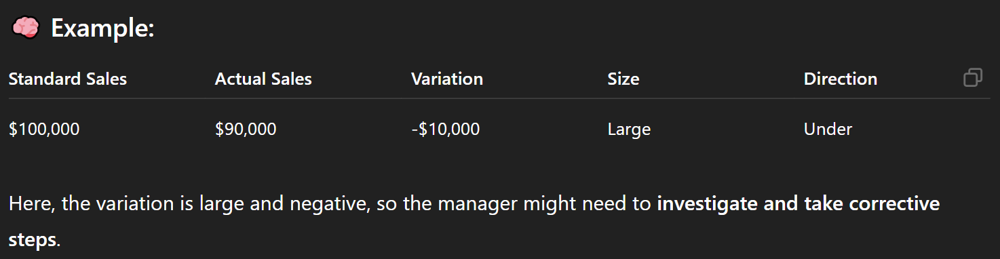 Example:
Standard Sales Actual Sales Variation Size Direction
$100,000 $90,000 -$10,000 Large Under
Here, the variation is large and negative, so the manager might need to investigate and take corrective
steps.